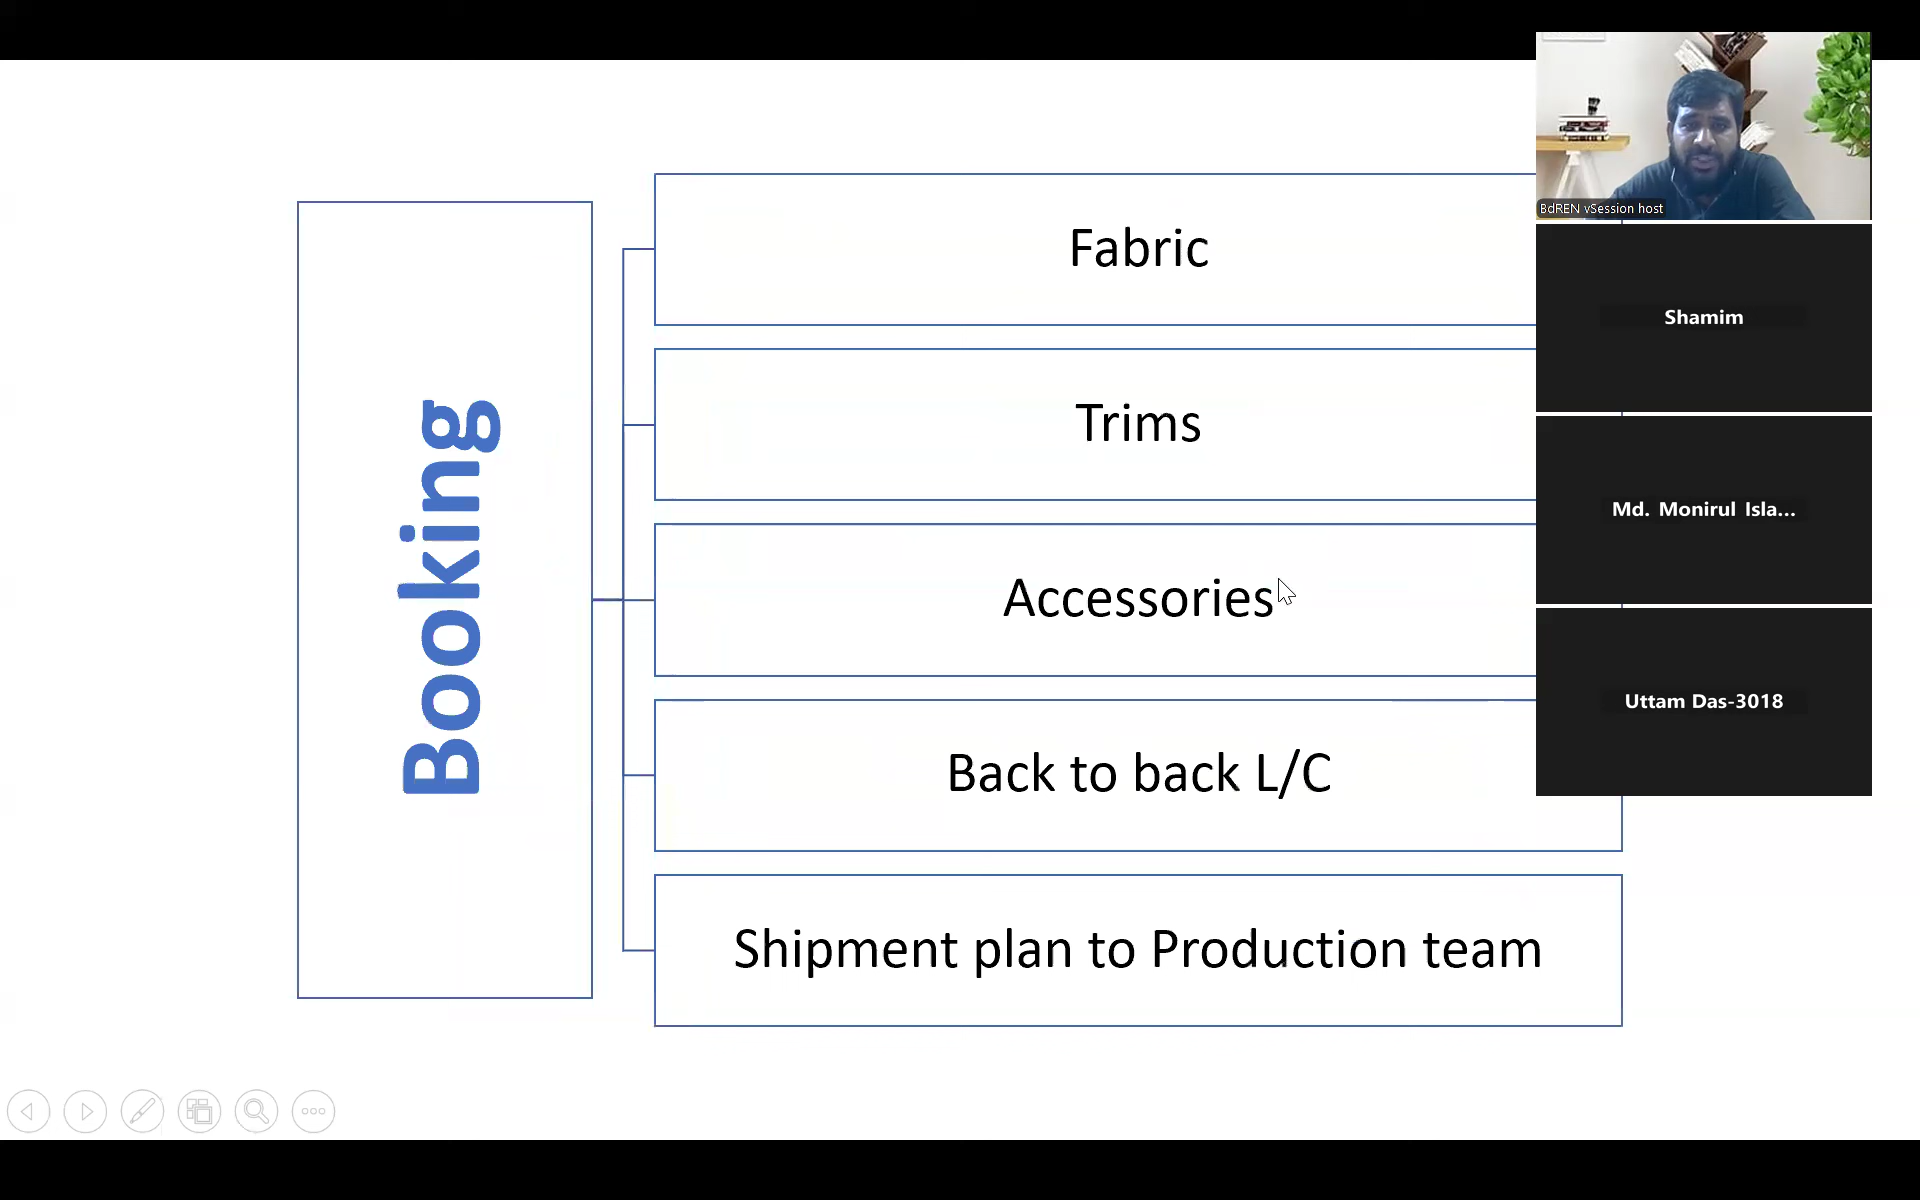 Booking
Fabric
Trims
Accessories
Back to back L/C
Shipment plan to Production team
BdREN vSession host
Shamim
Md. Monirul Isla...
Uttam Das-3018